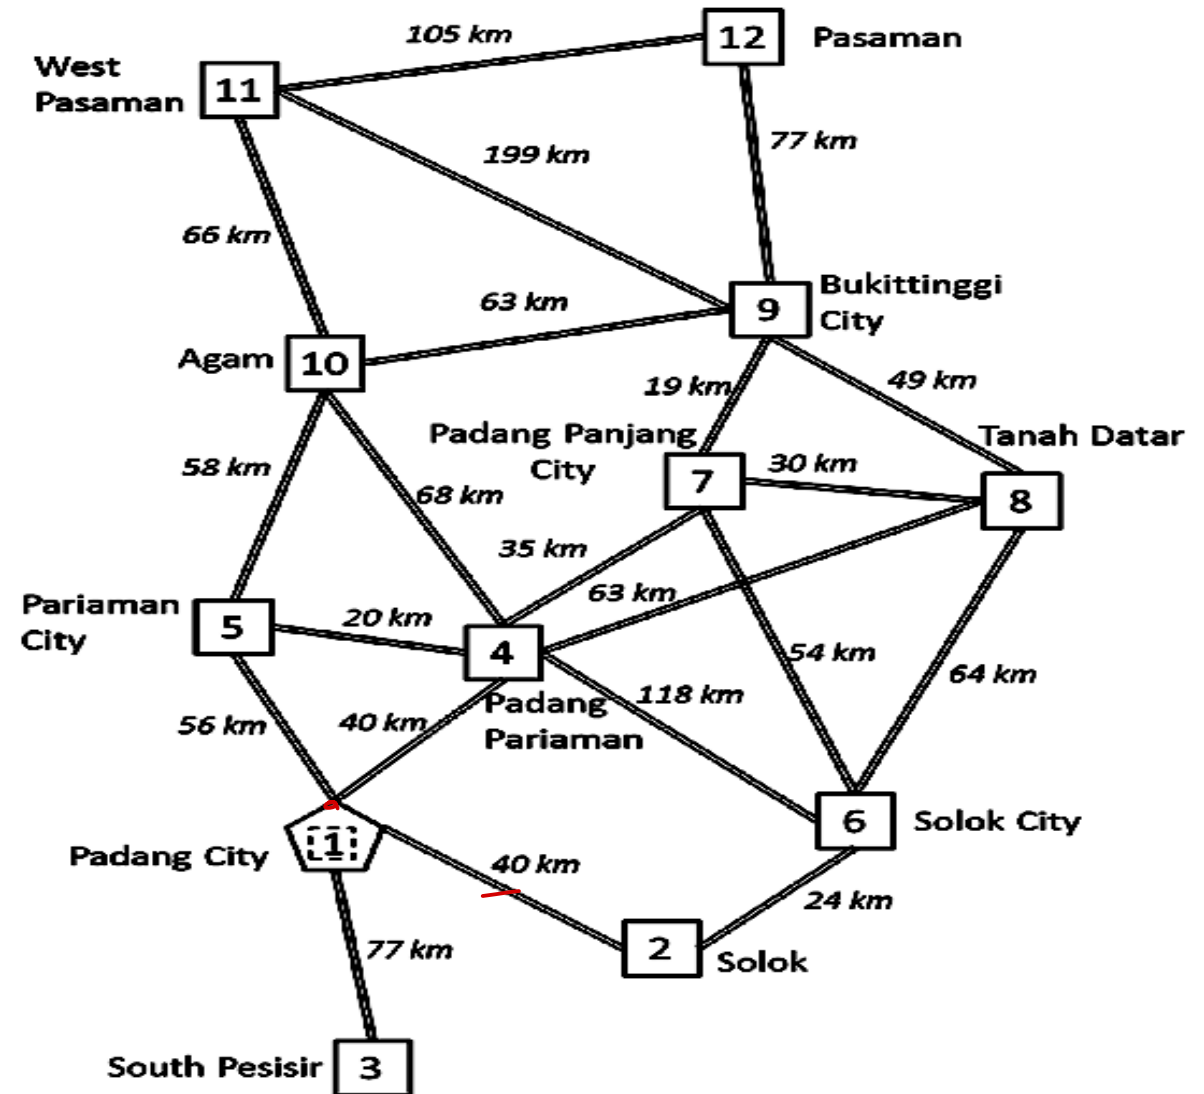 105 km
12
Pasaman
West
Pasaman
11
199 km
77 km
66 km
63 km
9
Bukittinggi
City
Agam
10
19 km
49 km
Padang Panjang
City
Tanah Datar
58 km
68 km
7
30 km
8
35 km
63 km
Pariaman
City
5
20 km
4
54 km
64 km
118 km
56 km
40 km
Padang
Pariaman
6
Solok City
Padang City
1
40 km
24 km
77 km
2
Solok
South Pesisir
3